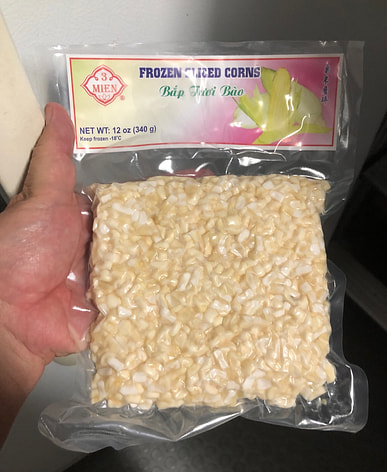 3
MIEN
®
FROZEN SLICED CORNS
Bắp Tươi Bào
NET WT: 12 oz (340 g)
Keep frozen -18°C